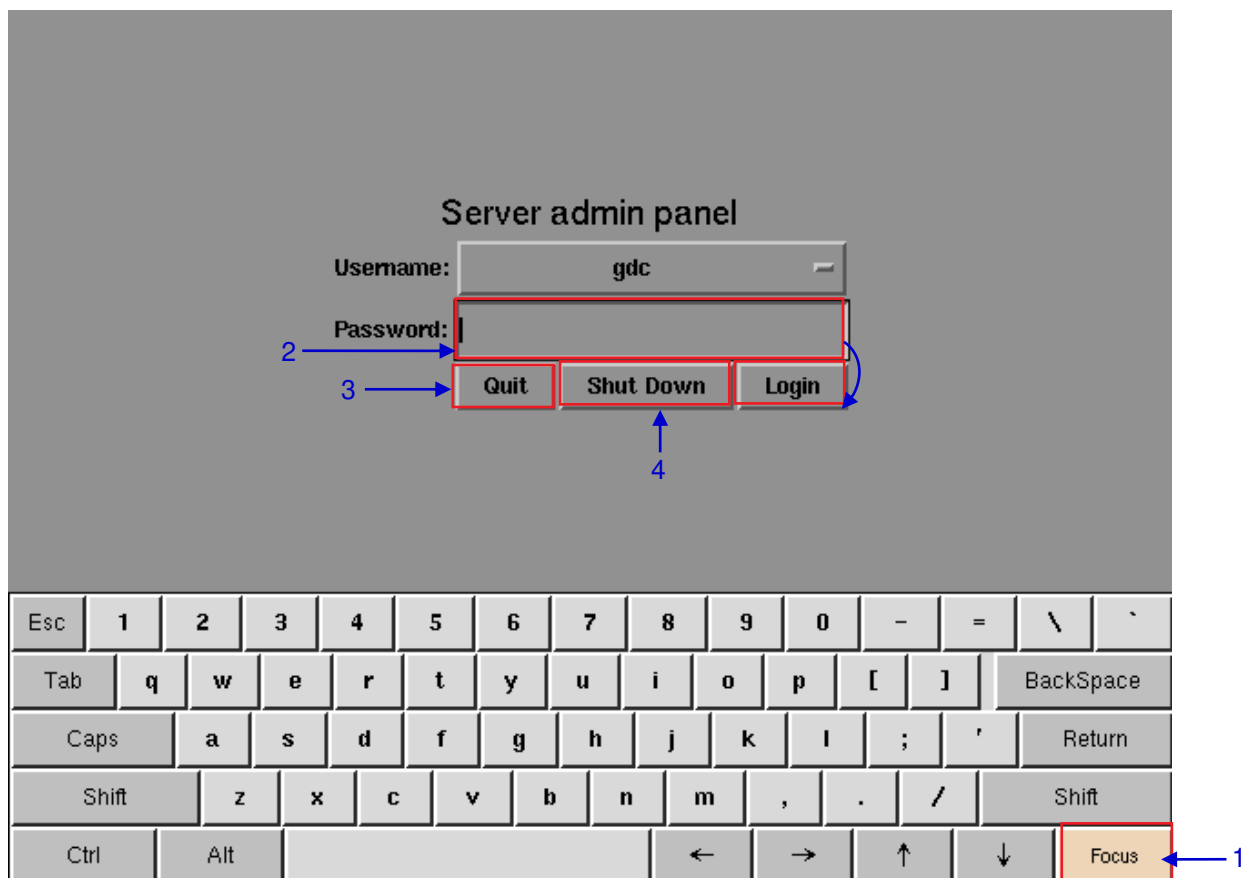 Server admin panel
Username: gdc
Password:
2
3 Quit Shut Down Login
4
Esc 1 2 3 4 5 6 7 8 9 0 - = \ `
Tab q w e r t y u i o p [ ] BackSpace
Caps a s d f g h j k l ; ' Return
Shift z x c v b n m , . / Shift
Ctrl Alt ← → ↑ ↓ Focus 1